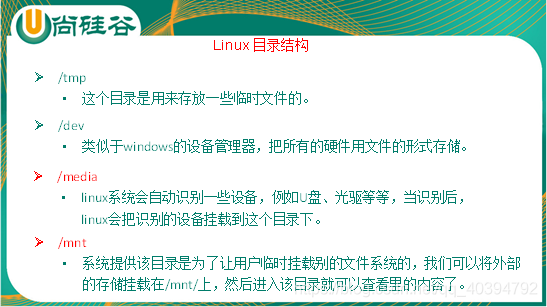 尚硅谷
Linux 目录结构
➢ /tmp
• 这个目录是用来存放一些临时文件的。
➢ /dev
• 类似于windows的设备管理器，把所有的硬件用文件的形式存储。
➢ /media
• linux系统会自动识别一些设备，例如U盘、光驱等等，当识别后，
linux会把识别的设备挂载到这个目录下。
➢ /mnt
• 系统提供该目录是为了让用户临时挂载别的文件系统的，我们可以将外部
的存储挂载在/mnt/上，然后进入该目录就可以查看里的内容了。
40394792